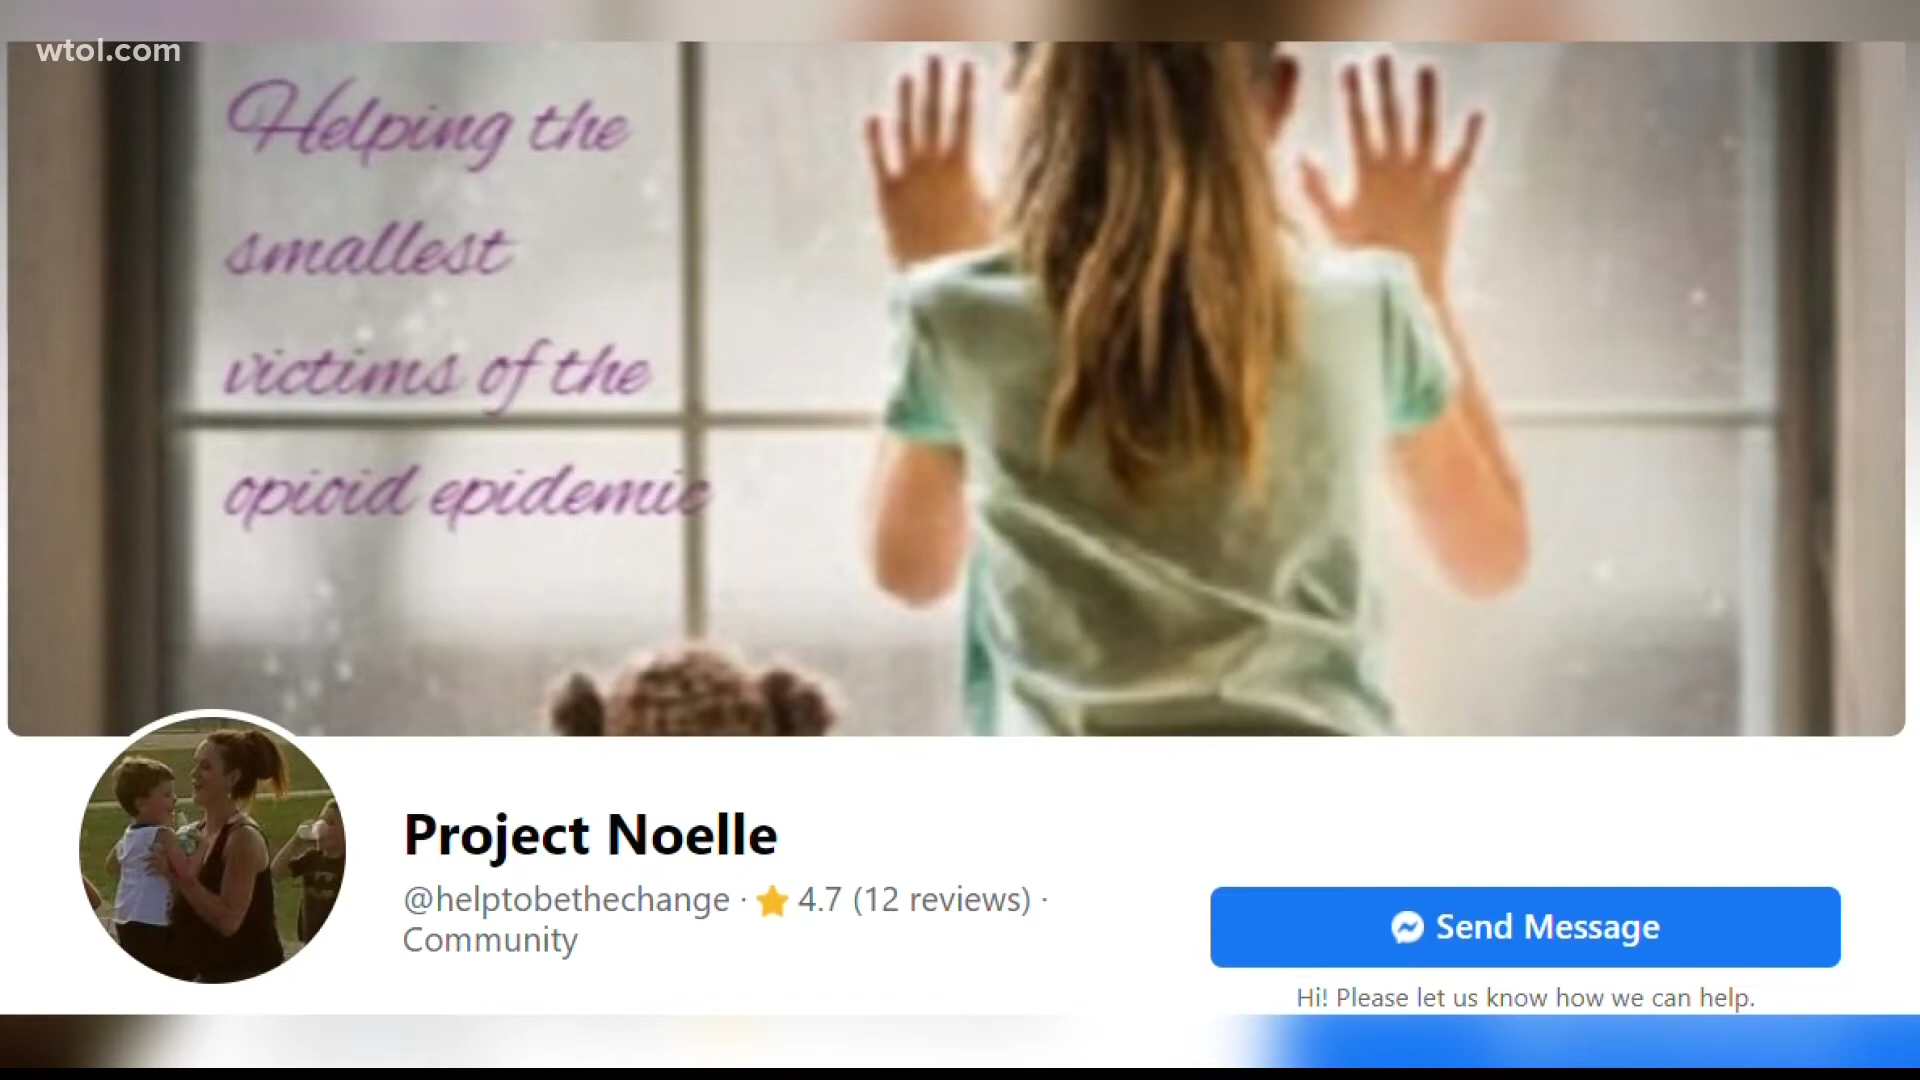 wtol.com
Helping the
smallest
victims of the
opioid epidemic
Project Noelle
@helptobethechange · ⭐ 4.7 (12 reviews) ·
Community
Send Message
Hi! Please let us know how we can help.